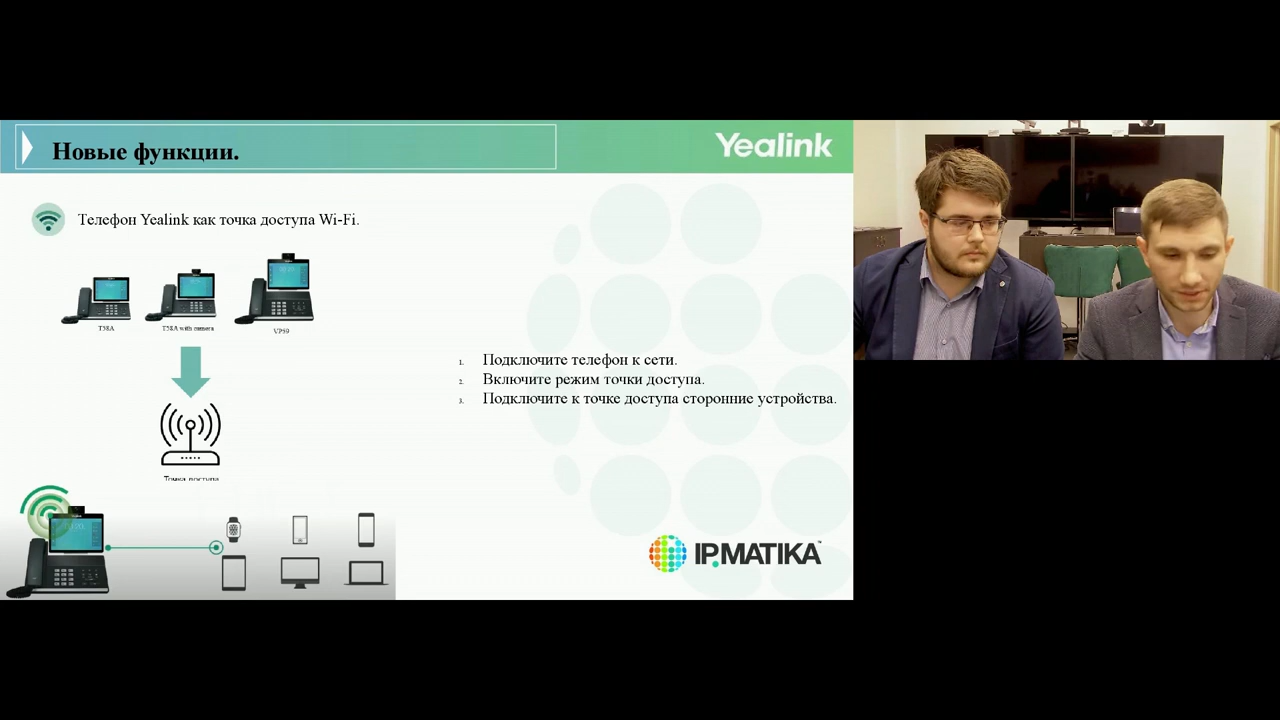 Новые функции.
Yealink
Телефон Yealink как точка доступа Wi-Fi.
T58A
T58A with camera
VP59
1. Подключите телефон к сети.
2. Включите режим точки доступа.
3. Подключите к точке доступа сторонние устройства.
Точка доступа
IPMATIKA™